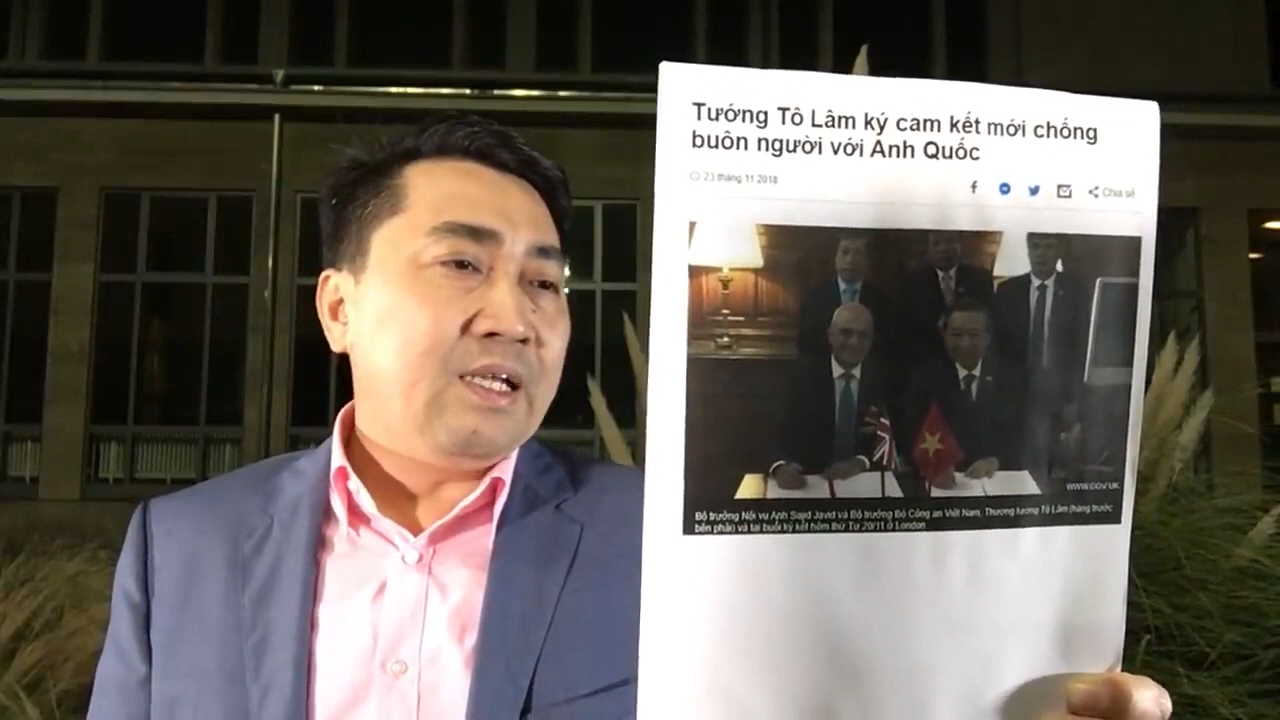 Tướng Tô Lâm ký cam kết mới chống
buôn người với Anh Quốc
23 tháng 11 2018
Chia sẻ
WWW.GOV.UK
Bộ trưởng Nội vụ Anh Sajid Javid và Bộ trưởng Bộ Công an Việt Nam, Thượng tướng Tô Lâm (hàng trước
bên phải) và tại buổi ký kết hôm thứ Tư 20/11 ở London